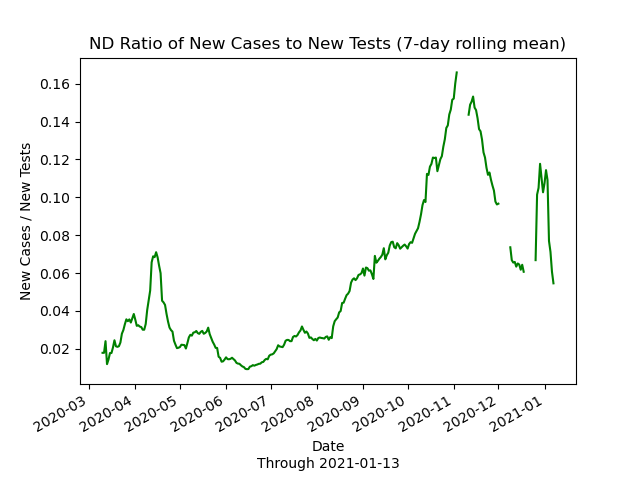 ND Ratio of New Cases to New Tests (7-day rolling mean)
New Cases / New Tests
0.16
0.14
0.12
0.10
0.08
0.06
0.04
0.02
2020-03 2020-04 2020-05 2020-06 2020-07 2020-08 2020-09 2020-10 2020-11 2020-12 2021-01
Date
Through 2021-01-13